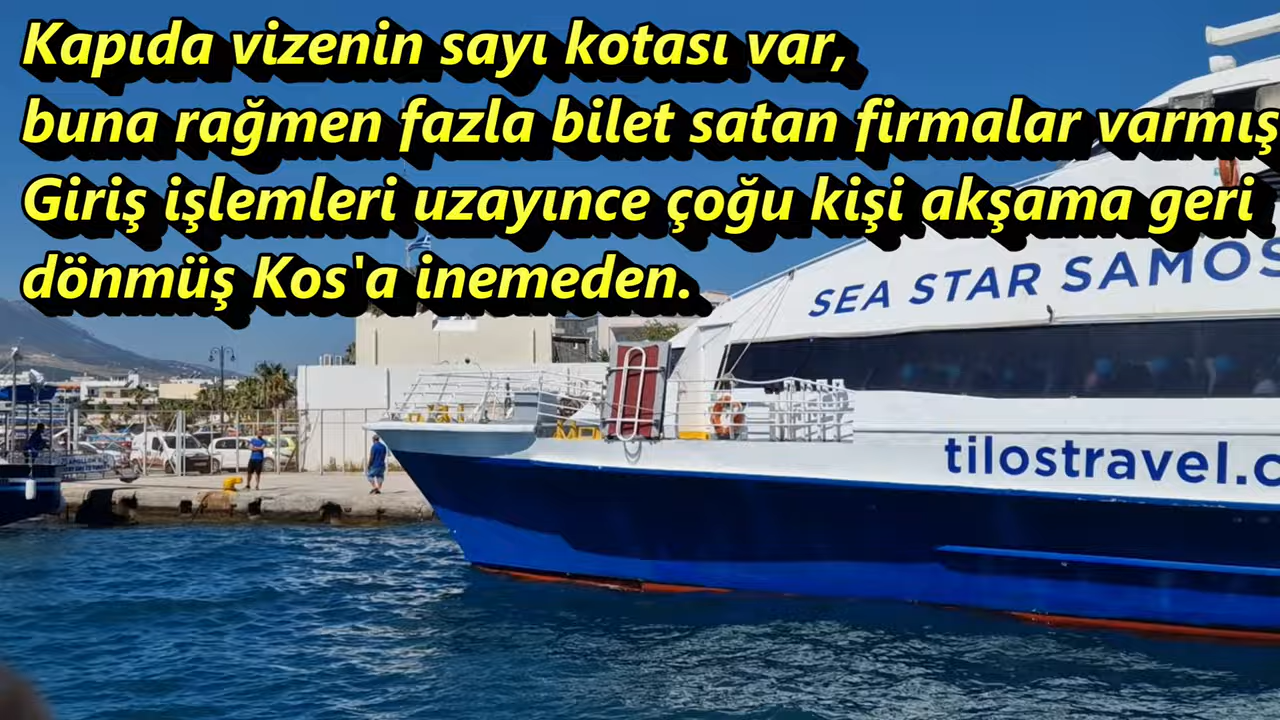 Kapıda vizenin sayı kotası var,
buna rağmen fazla bilet satan firmalar varmış
Giriş işlemleri uzayınce çoğu kişi akşama geri
dönmüş Kos'a inemeden.
SEA STAR SAMOS
tilostravel.c